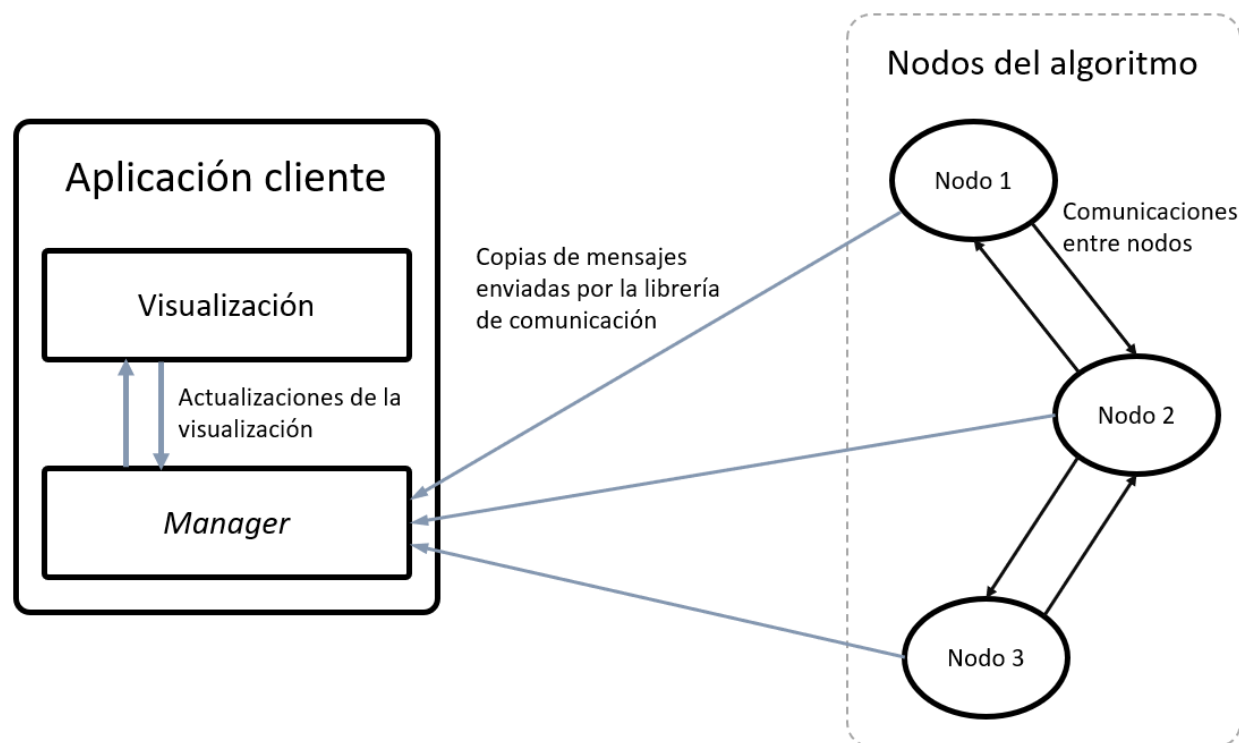 Nodos del algoritmo
Aplicación cliente
Nodo 1
Comunicaciones
entre nodos
Copias de mensajes
enviadas por la librería
de comunicación
Visualización
Actualizaciones de la
visualización
Nodo 2
Manager
Nodo 3